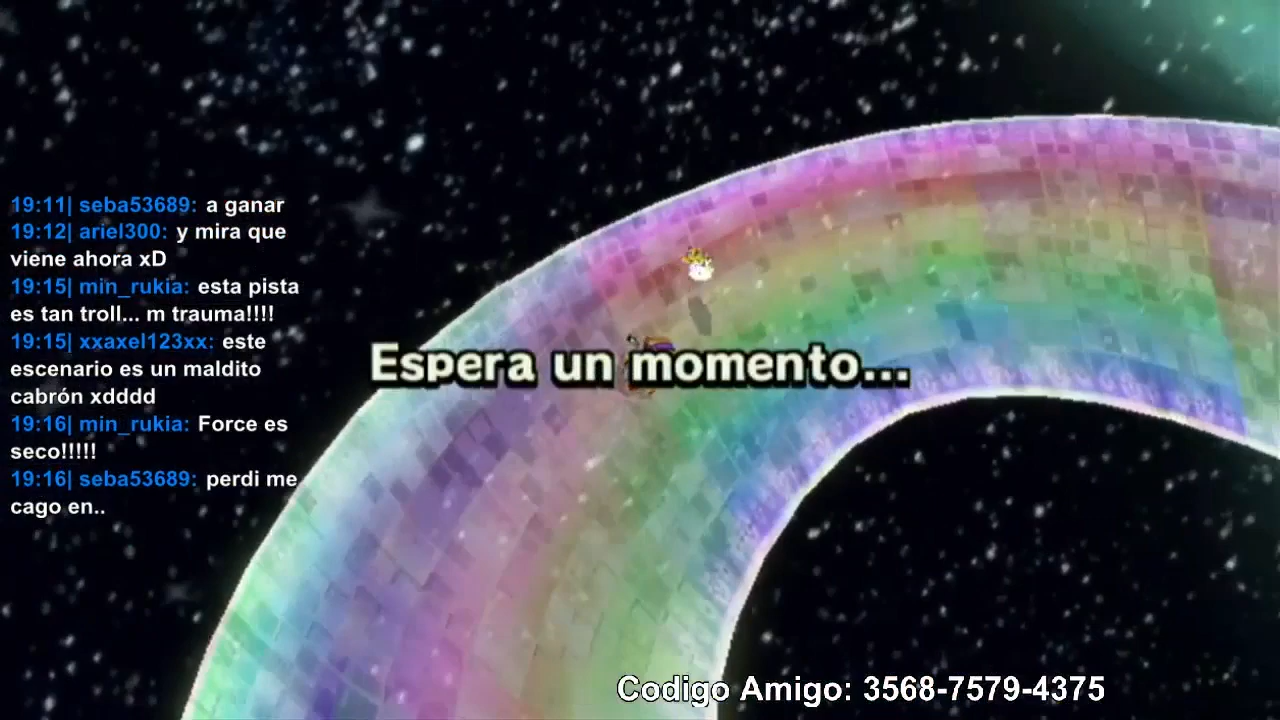 19:11| seba53689: a ganar
19:12| ariel300: y mira que
viene ahora xD
19:15| min_rukia: esta pista
es tan troll... m trauma!!!!
19:15| xxaxel123xx: este
escenario es un maldito
cabrón xdddd
19:16| min_rukia: Force es
seco!!!!!
19:16| seba53689: perdi me
cago en..
Espera un momento...
Codigo Amigo: 3568-7579-4375